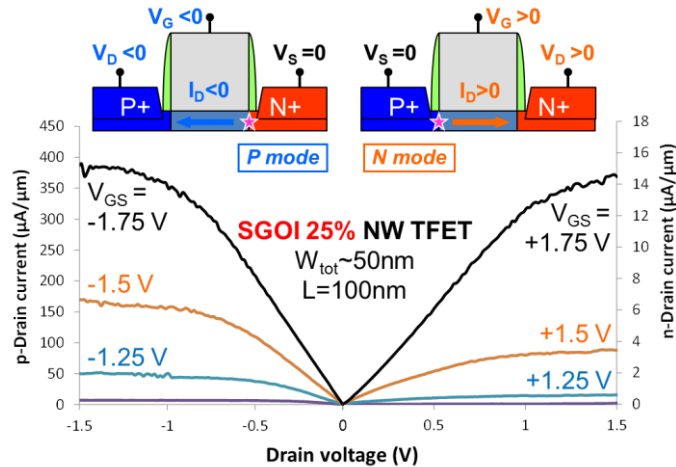 V_G<0
V_D<0
V_S=0
I_D<0
P+
N+
P mode
V_G>0
V_S=0
V_D>0
I_D>0
P+
N+
N mode
p-Drain current (µA/µm)
450
400
350
300
250
200
150
100
50
0
V_GS =
-1.75 V
-1.5 V
-1.25 V
SGOI 25% NW TFET
W_tot~50nm
L=100nm
V_GS =
+1.75 V
+1.5 V
+1.25 V
18
16
14
12
10
8
6
4
2
0
n-Drain current (µA/µm)
-1.5
-1
-0.5
0
0.5
1
1.5
Drain voltage (V)